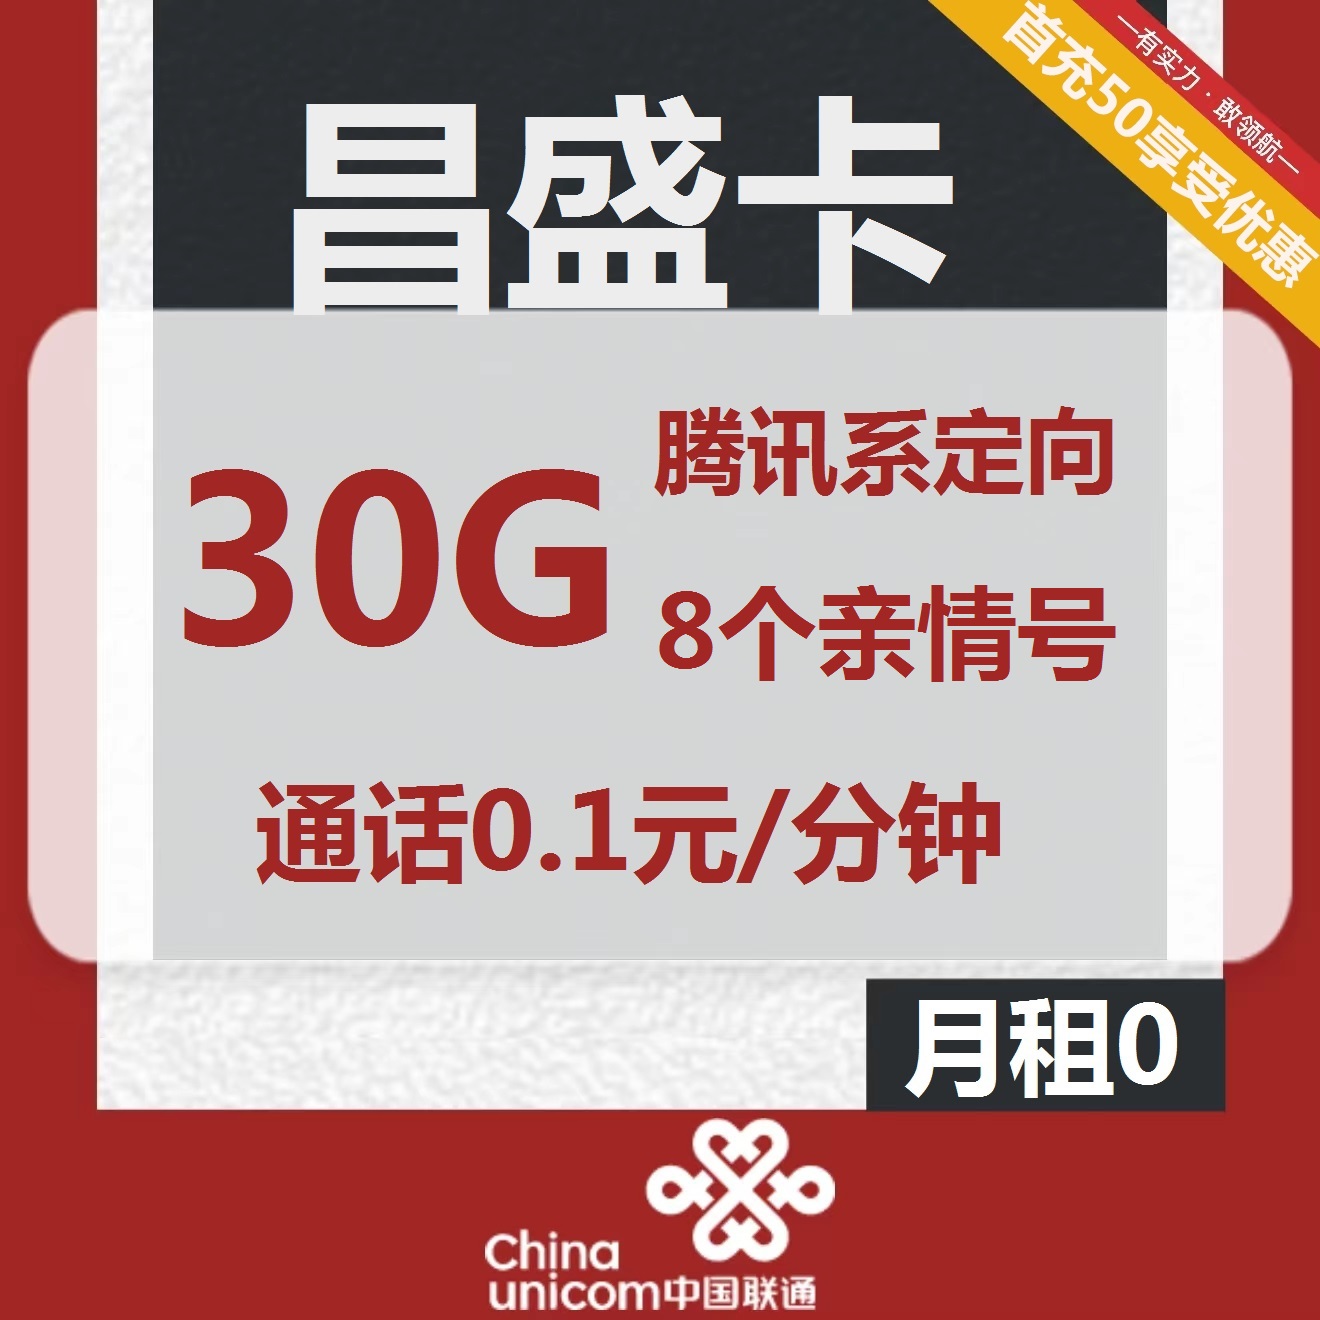 一有实力·敢领航一
首充50享受优惠
昌盛卡
30G
腾讯系定向
8个亲情号
通话0.1元/分钟
月租0
China
unicom中国联通